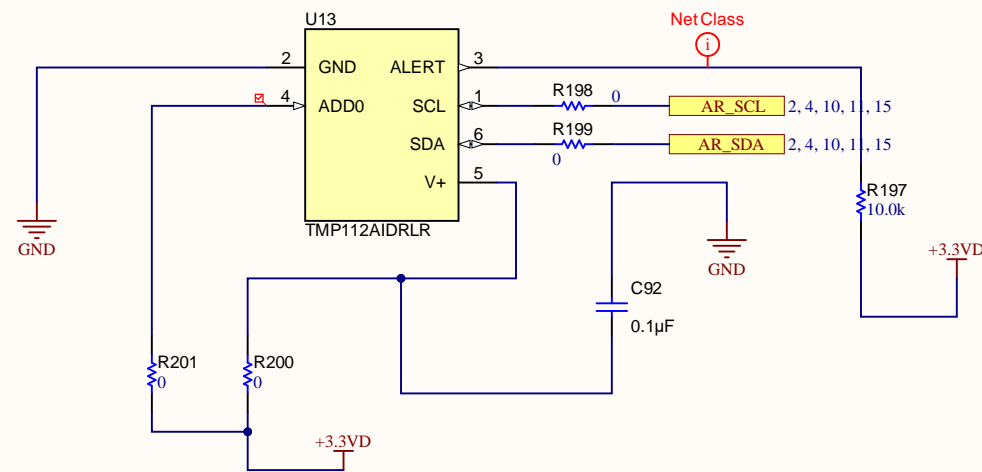 Net Class
i
U13
2 GND
ALERT 3
4 ADD0
SCL 1
R198
0
AR_SCL 2, 4, 10, 11, 15
SDA 6
R199
0
AR_SDA 2, 4, 10, 11, 15
V+ 5
R197
10.0k
TMP112AIDRLR
GND
GND
+3.3VD
C92
0.1µF
R201
0
R200
0
+3.3VD